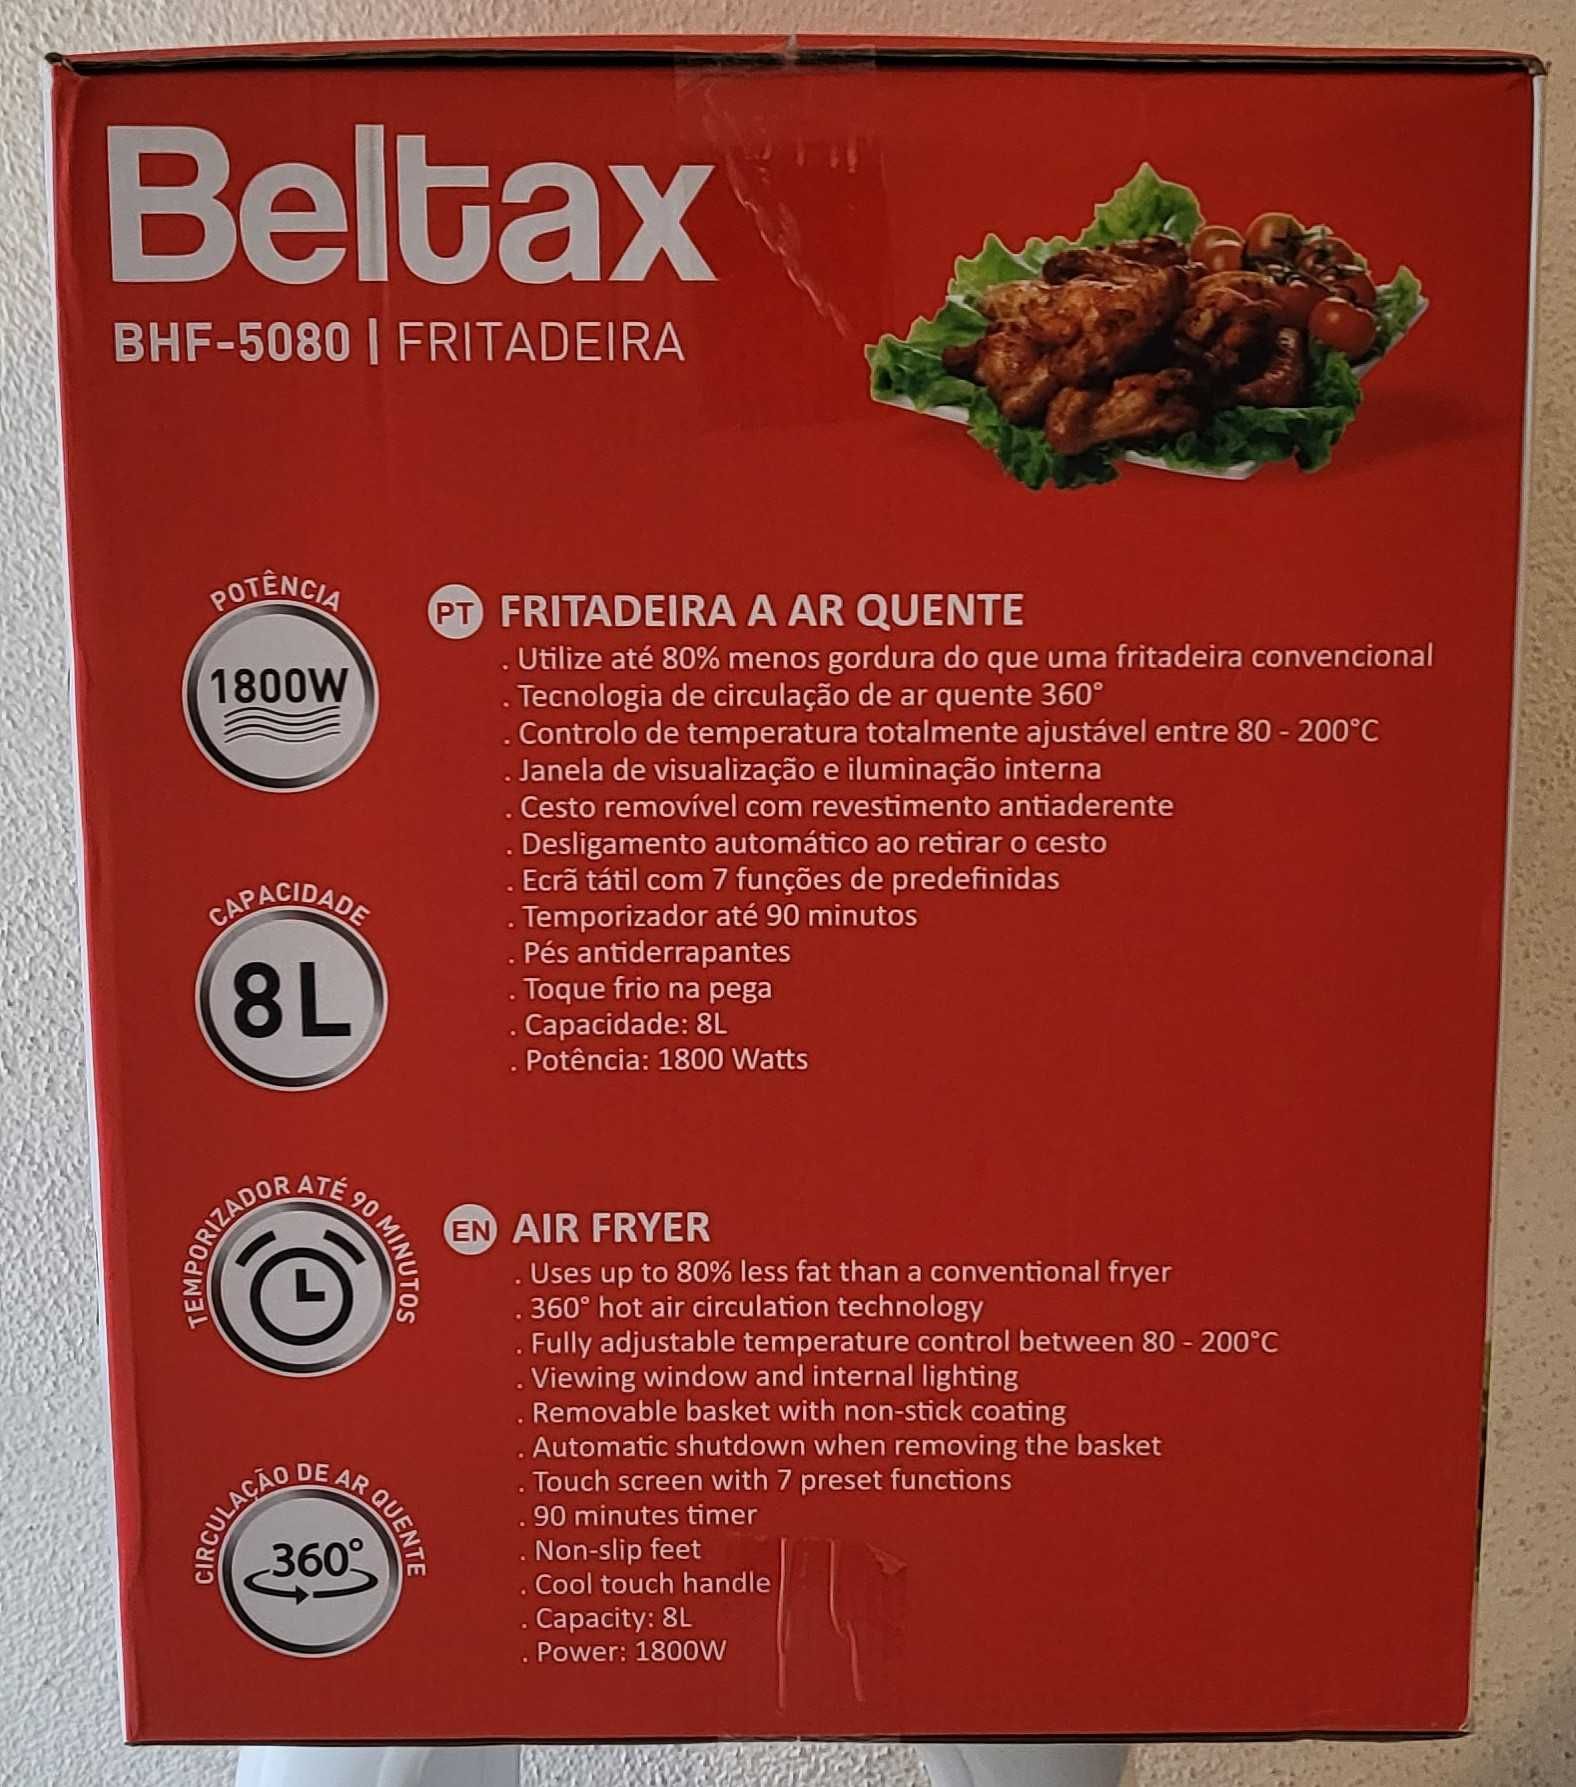 Beltax
BHF-5080 | FRITADEIRA
POTÊNCIA
1800W
CAPACIDADE
8L
TEMPORIZADOR ATÉ 90 MINUTOS
CIRCULAÇÃO DE AR QUENTE
360°
PT FRITADEIRA A AR QUENTE
. Utilize até 80% menos gordura do que uma fritadeira convencional
. Tecnologia de circulação de ar quente 360°
. Controlo de temperatura totalmente ajustável entre 80 - 200°C
. Janela de visualização e iluminação interna
. Cesto removível com revestimento antiaderente
. Desligamento automático ao retirar o cesto
. Ecrã tátil com 7 funções de predefinidas
. Temporizador até 90 minutos
. Pés antiderrapantes
. Toque frio na pega
. Capacidade: 8L
. Potência: 1800 Watts
EN AIR FRYER
. Uses up to 80% less fat than a conventional fryer
. 360° hot air circulation technology
. Fully adjustable temperature control between 80 - 200°C
. Viewing window and internal lighting
. Removable basket with non-stick coating
. Automatic shutdown when removing the basket
. Touch screen with 7 preset functions
. 90 minutes timer
. Non-slip feet
. Cool touch handle
. Capacity: 8L
. Power: 1800W